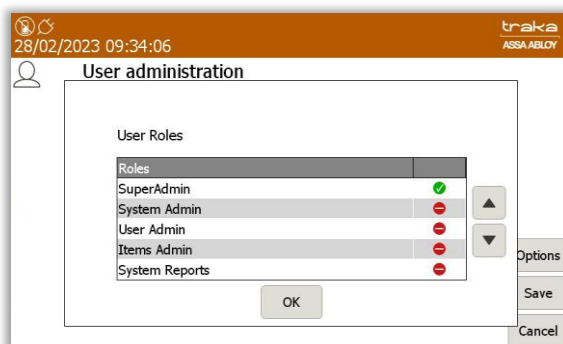 traka
28/02/2023 09:34:06
ASSA ABLOY
User administration
User Roles
Roles
SuperAdmin
System Admin
User Admin
Items Admin
System Reports
Options
OK
Save
Cancel